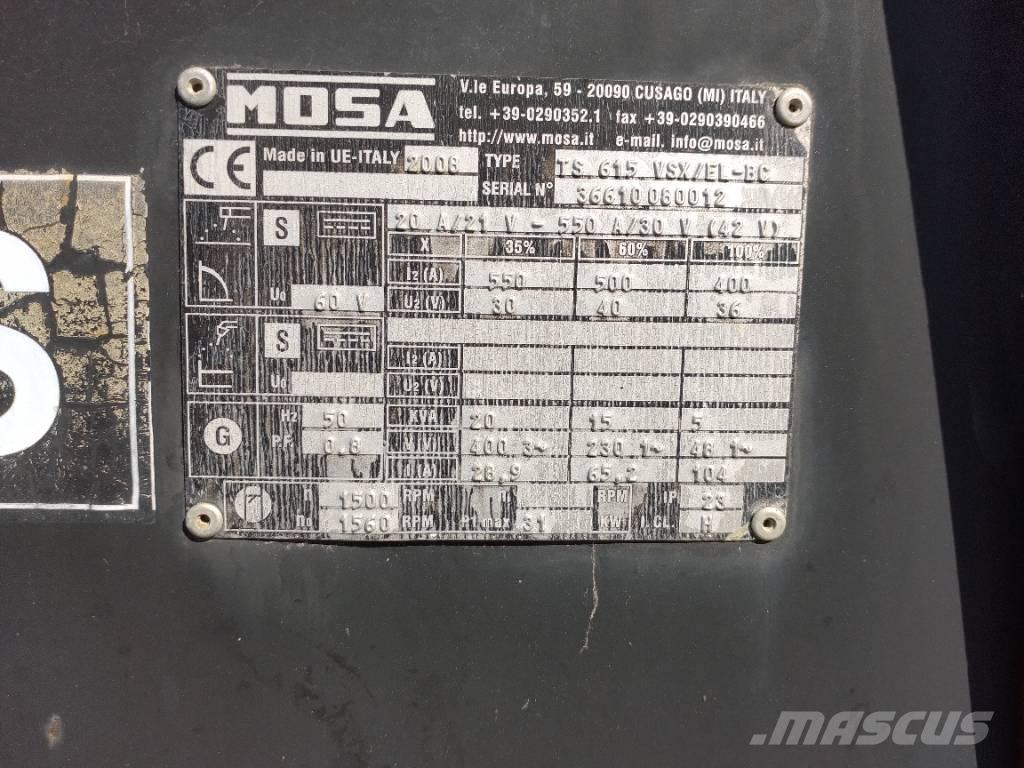 MOSA
V.le Europa, 59 - 20090 CUSAGO (MI) ITALY
tel. +39-0290352.1 fax +39-0290390466
http://www.mosa.it e-mail. info@mosa.it
CE Made in UE-ITALY 2008 TYPE TS 615 VSX/EL-BC
SERIAL N° 36610080012
S 20 A/21 V - 550 A/30 V (42 V)
X 35% 60% 100%
I2 (A) 550 500 400
U0 60 V U2 (V) 30 40 36
S
I2 (A)
U0 U2 (V)
G Hz 50 KVA 20 15 5
P.F. 0.8 U(V) 400.3~ 230.1~ 48.1~
I(A) 28,9 65,2 104
n 1500 RPM RPM IP 23
1560 RPM P1 max 31 KW I.CL. H
S
MASCUS